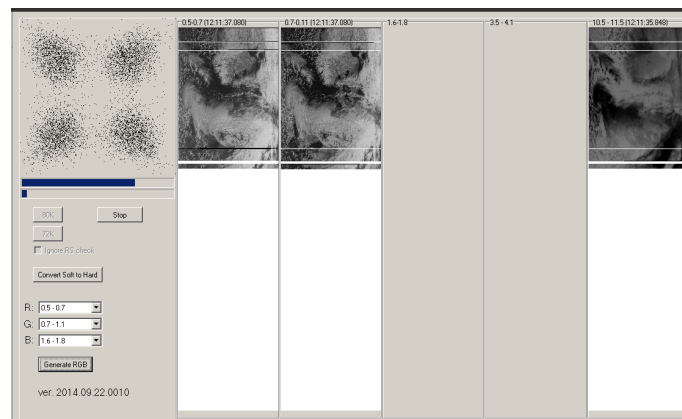 0.5-0.7 (12:11:37.080)
0.7-0.11 (12:11:37.080)
1.6-1.8
3.5 - 4.1
10.5 - 11.5 (12:11:35.848)
80K
Stop
72K
Ignore RS-check
Convert Soft to Hard
R: 0.5 - 0.7
G: 0.7 - 1.1
B: 1.6 - 1.8
Generate RGB
ver. 2014.09.22.0010